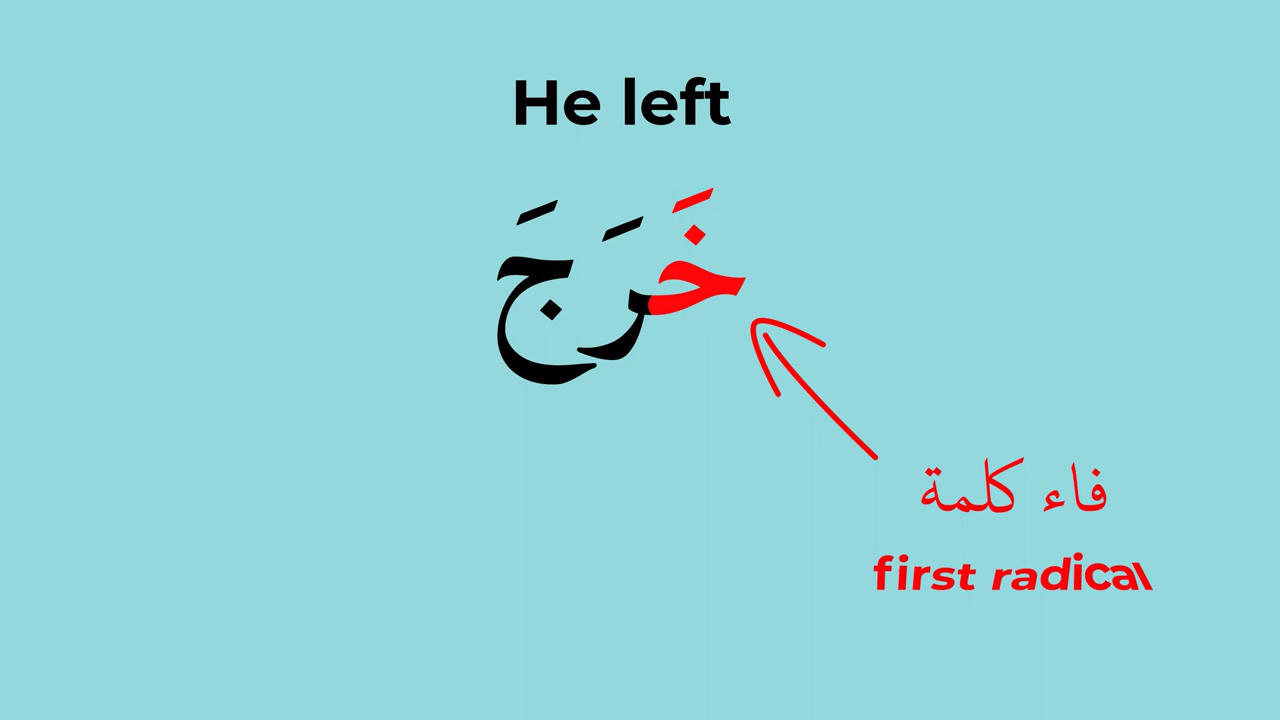 He left
خَرَجَ
فاء كلمة
first radical